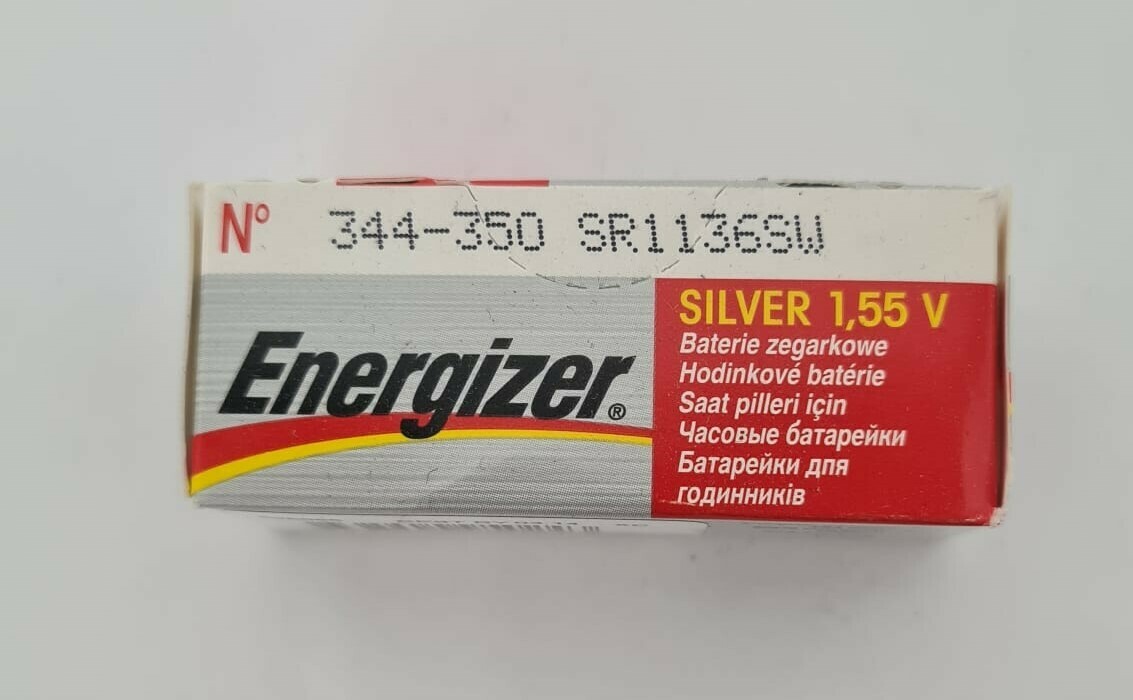 Nº 344-350 SR1136SW
Energizer®
SILVER 1,55 V
Baterie zegarkowe
Hodinkové batérie
Saat pilleri için
Часовые батарейки
Батарейки для
годинників